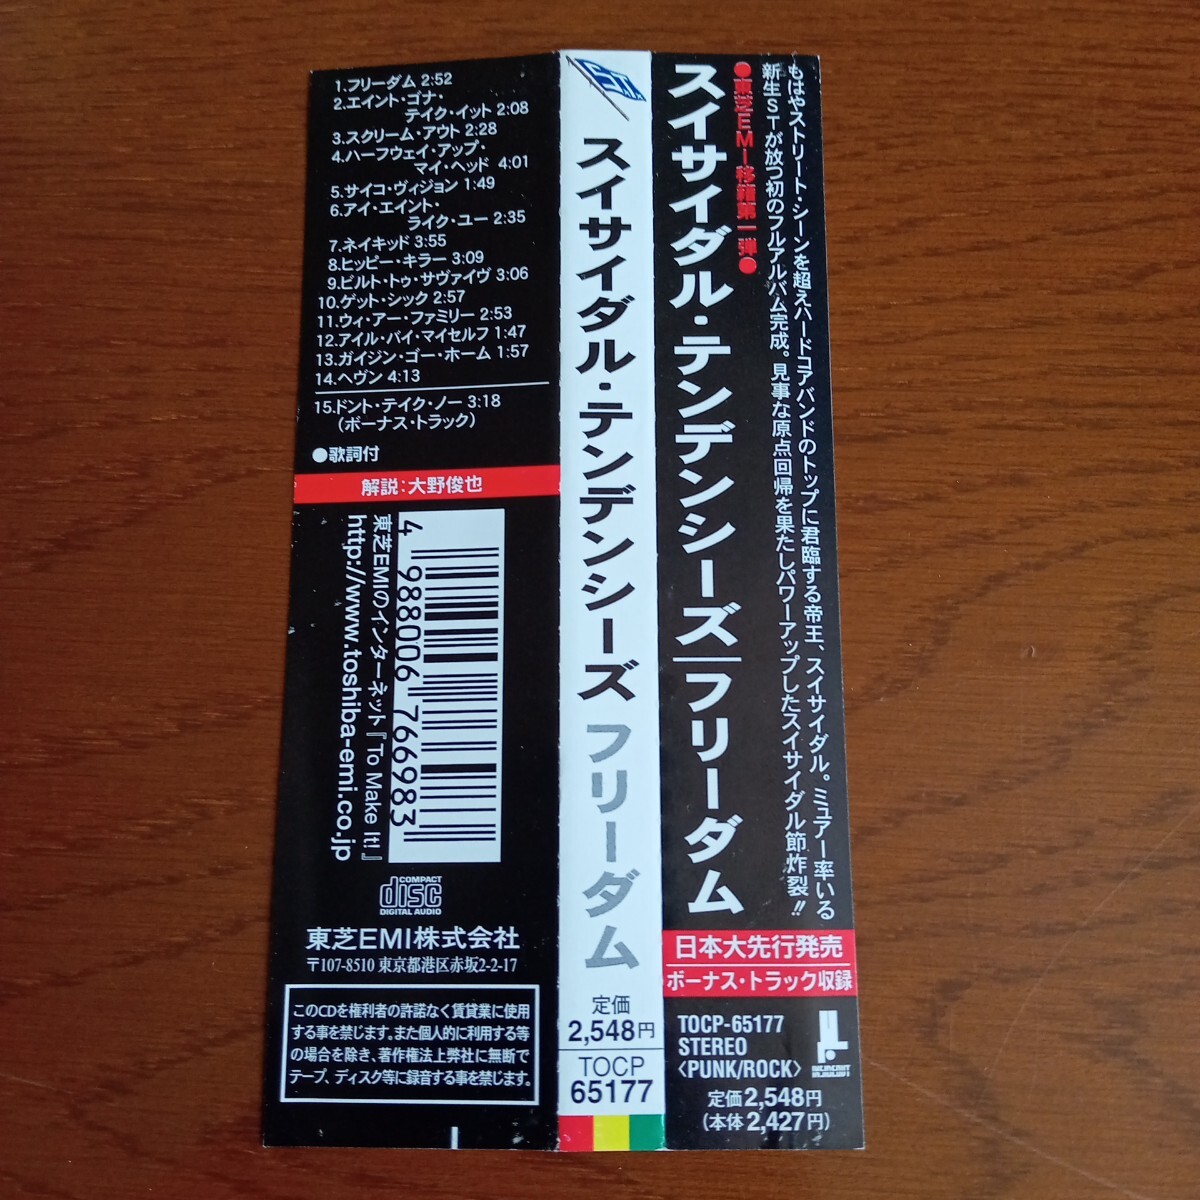 1.フリーダム 2:52
2.エイント・ゴナ・
テイク・イット 2:08
3.スクリーム・アウト 2:28
4.ハーフウェイ・アップ・
マイ・ヘッド 4:01
5.サイコ・ヴィジョン 1:49
6.アイ・エイント・
ライク・ユー 2:35
7.ネイキッド 3:55
8.ヒッピー・キラー 3:09
9.ビルト・トゥ・サヴァイヴ 3:06
10.ゲット・シック 2:57
11.ウィ・アー・ファミリー 2:53
12.アイル・バイ・マイセルフ 1:47
13.ガイジン・ゴー・ホーム 1:57
14.ヘヴン 4:13
15.ドント・テイク・ノー 3:18
(ボーナス・トラック)
●歌詞付
解説:大野俊也
4 988006 766983
東芝EMIのインターネット『To Make It!』
http://www.toshiba-emi.co.jp
COMPACT
disc
DIGITAL AUDIO
東芝EMI株式会社
〒107-8510 東京都港区赤坂2-2-17
このCDを権利者の許諾なく賃貸業に使用
する事を禁じます。また個人的に利用する等
の場合を除き、著作権法上弊社に無断で
テープ、ディスク等に録音する事を禁じます。
スイサイダル・テンデンシーズ フリーダム
定価
2,548円
TOCP
65177
もはやストリート・シーンを超えハードコアバンドのトップに君臨する帝王、スイサイダル。ミュアー率いる
新生STが放つ初のフルアルバム完成。見事な原点回帰を果たしパワーアップしたスイサイダル節炸裂!!
●東芝EMI移籍第一弾●
スイサイダル・テンデンシーズ/フリーダム
日本大先行発売
ボーナス・トラック収録
TOCP-65177
STEREO
〈PUNK/ROCK〉
定価2,548円
(本体2,427円)